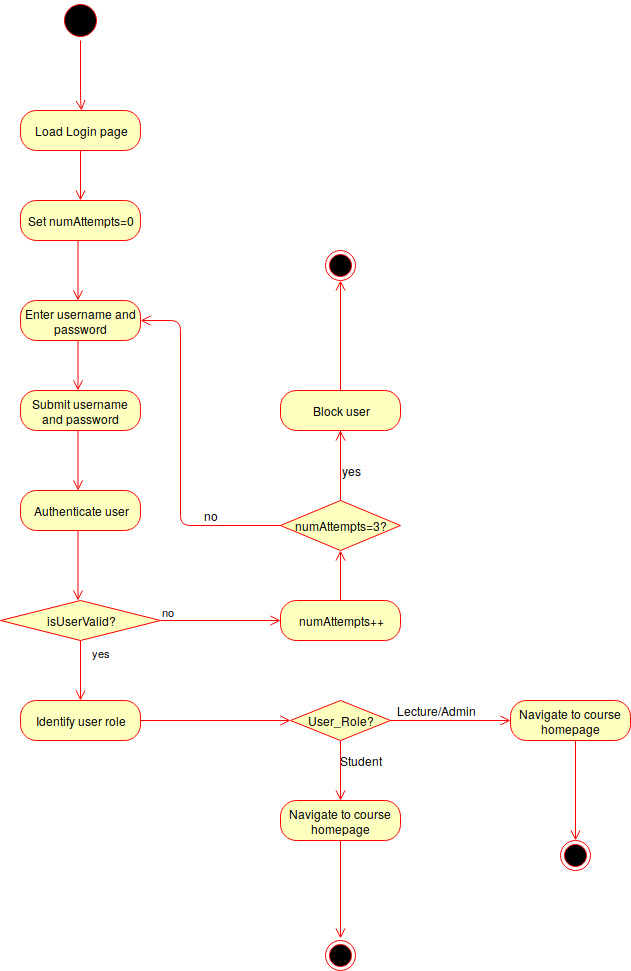 Load Login page
Set numAttempts=0
Enter username and
password
Submit username
and password
Block user
yes
Authenticate user
no
numAttempts=3?
isUserValid?
no
numAttempts++
yes
Identify user role
User_Role?
Lecture/Admin
Navigate to course
homepage
Student
Navigate to course
homepage